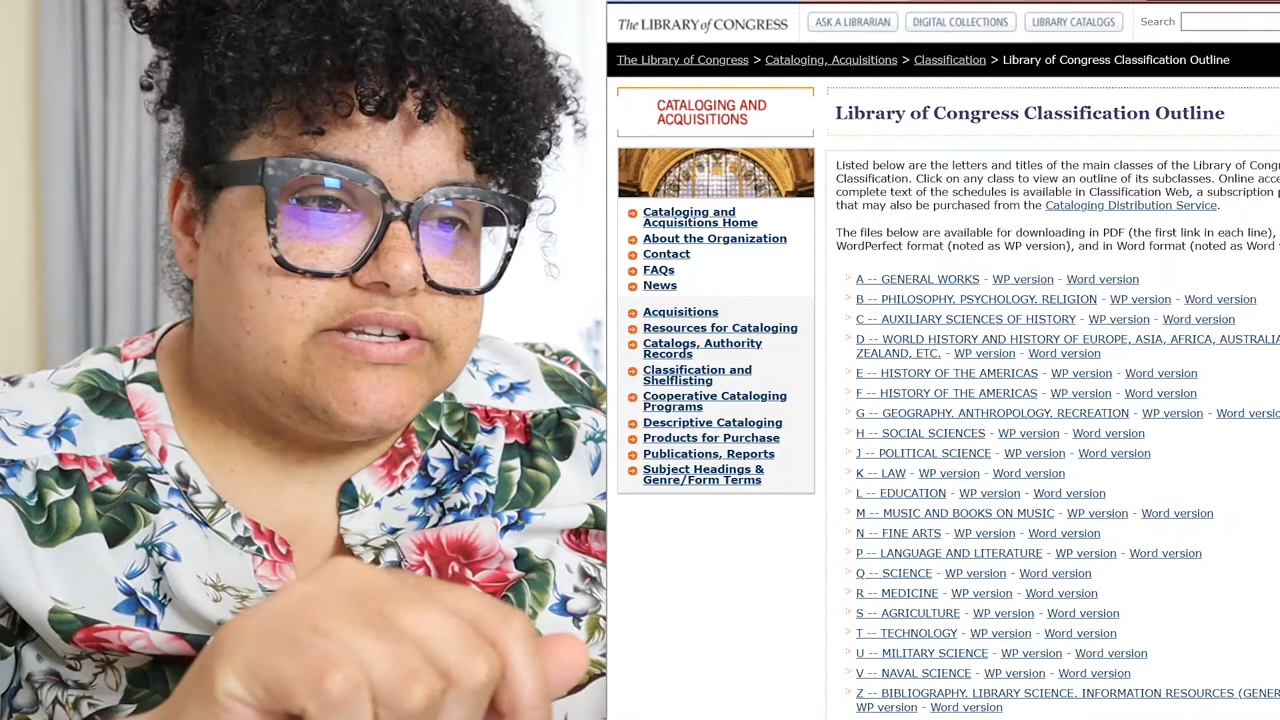 The LIBRARY of CONGRESS
ASK A LIBRARIAN
DIGITAL COLLECTIONS
LIBRARY CATALOGS
Search
The Library of Congress > Cataloging, Acquisitions > Classification > Library of Congress Classification Outline
CATALOGING AND
ACQUISITIONS
Cataloging and
Acquisitions Home
About the Organization
Contact
FAQs
News
Acquisitions
Resources for Cataloging
Catalogs, Authority
Records
Classification and
Shelflisting
Cooperative Cataloging
Programs
Descriptive Cataloging
Products for Purchase
Publications, Reports
Subject Headings &
Genre/Form Terms
Library of Congress Classification Outline
Listed below are the letters and titles of the main classes of the Library of
Classification. Click on any class to view an outline of its subclasses. Online
complete text of the schedules is available in Classification Web, a subscription
that may also be purchased from the Cataloging Distribution Service.
The files below are available for downloading in PDF (the first link in each line),
WordPerfect format (noted as WP version), and in Word format (noted as Word
A -- GENERAL WORKS - WP version - Word version
B -- PHILOSOPHY. PSYCHOLOGY. RELIGION - WP version - Word version
C -- AUXILIARY SCIENCES OF HISTORY - WP version - Word version
D -- WORLD HISTORY AND HISTORY OF EUROPE, ASIA, AFRICA,
ZEALAND, ETC. - WP version - Word version
E -- HISTORY OF THE AMERICAS - WP version - Word version
F -- HISTORY OF THE AMERICAS - WP version - Word version
G -- GEOGRAPHY. ANTHROPOLOGY. RECREATION - WP version - Word
H -- SOCIAL SCIENCES - WP version - Word version
J -- POLITICAL SCIENCE - WP version - Word version
K -- LAW - WP version - Word version
L -- EDUCATION - WP version - Word version
M -- MUSIC AND BOOKS ON MUSIC - WP version - Word version
N -- FINE ARTS - WP version - Word version
P -- LANGUAGE AND LITERATURE - WP version - Word version
Q -- SCIENCE - WP version - Word version
R -- MEDICINE - WP version - Word version
S -- AGRICULTURE - WP version - Word version
T -- TECHNOLOGY - WP version - Word version
U -- MILITARY SCIENCE - WP version - Word version
V -- NAVAL SCIENCE - WP version - Word version
Z -- BIBLIOGRAPHY. LIBRARY SCIENCE. INFORMATION RESOURCES
WP version - Word version